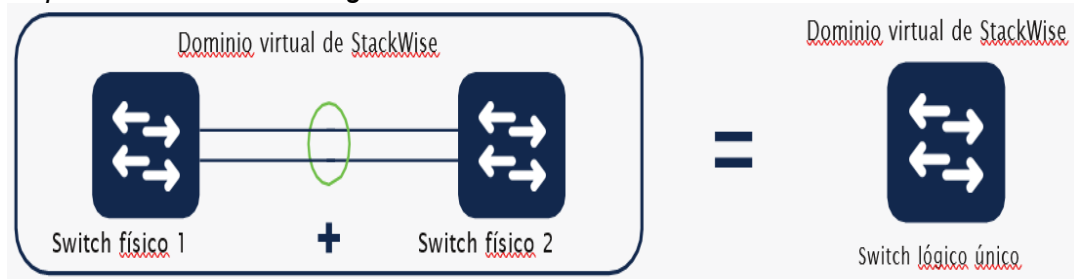 Dominio virtual de StackWise
Dominio virtual de StackWise
Switch físico 1
+
Switch físico 2
=
Switch lógico único